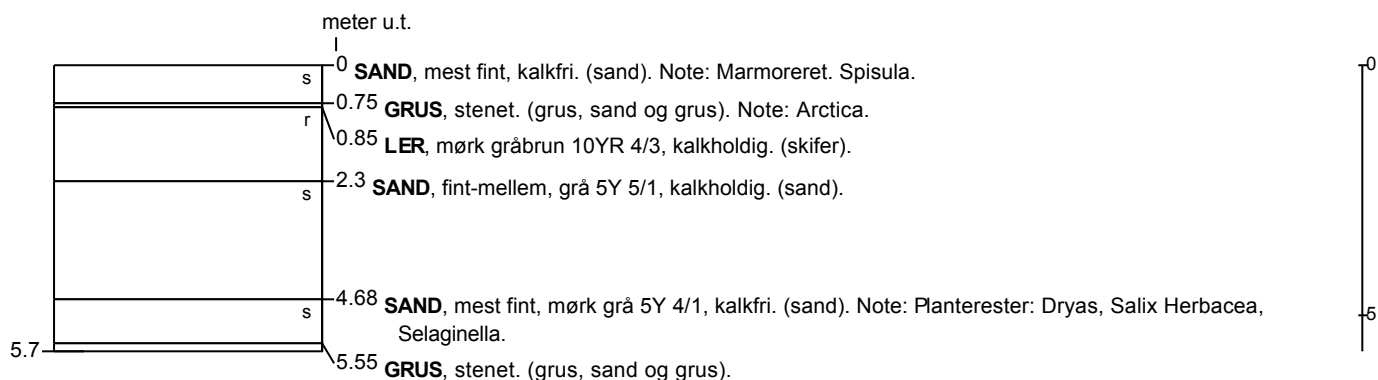 meter u.t.
0 SAND, mest fint, kalkfri. (sand). Note: Marmoreret. Spisula.
0
s
0.75 GRUS, stenet. (grus, sand og grus). Note: Arctica.
r
0.85 LER, mørk gråbrun 10YR 4/3, kalkholdig. (skifer).
2.3 SAND, fint-mellem, grå 5Y 5/1, kalkholdig. (sand).
s
4.68 SAND, mest fint, mørk grå 5Y 4/1, kalkfri. (sand). Note: Planterester: Dryas, Salix Herbacea,
s
5
Selaginella.
5.7
5.55 GRUS, stenet. (grus, sand og grus).